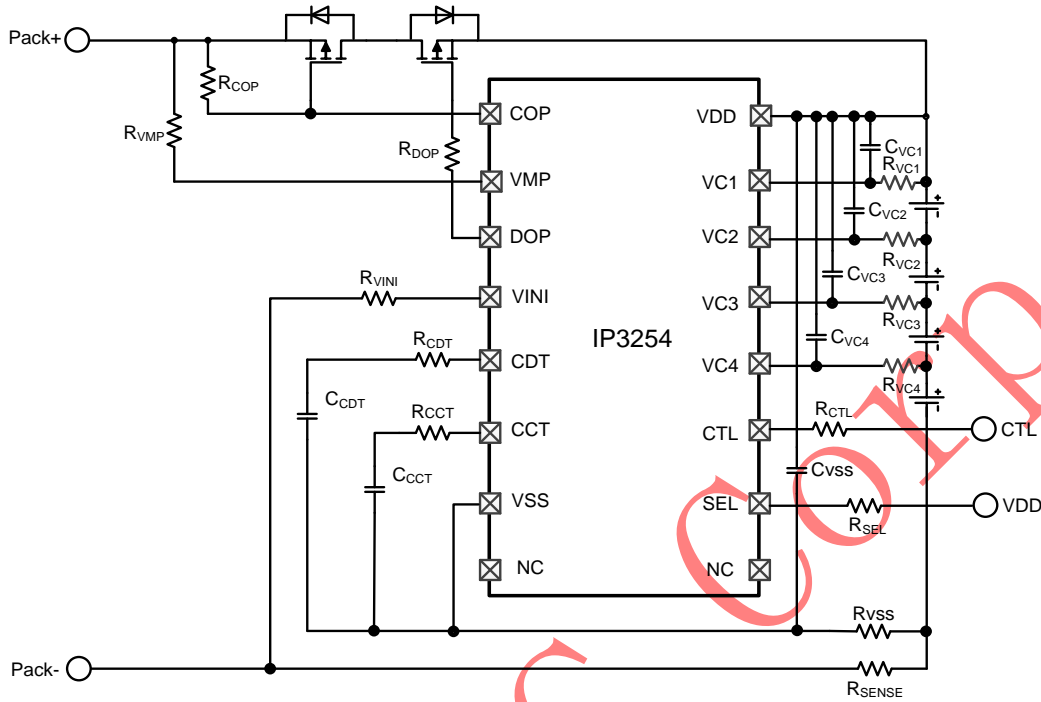 Pack+
RCOP
RVMP
RDOP
COP
VMP
DOP
VINI
CDT
CCT
VSS
NC
IP3254
VDD
VC1
VC2
VC3
VC4
CTL
SEL
NC
RVINI
RCDT
CCDT
RCCT
CCCT
CVC1
RVC1
CVC2
RVC2
CVC3
RVC3
CVC4
RVC4
RCTL
CTL
CVSS
RSEL
VDD
RVSS
RSENSE
Pack-
+
+
+
+
C Corp